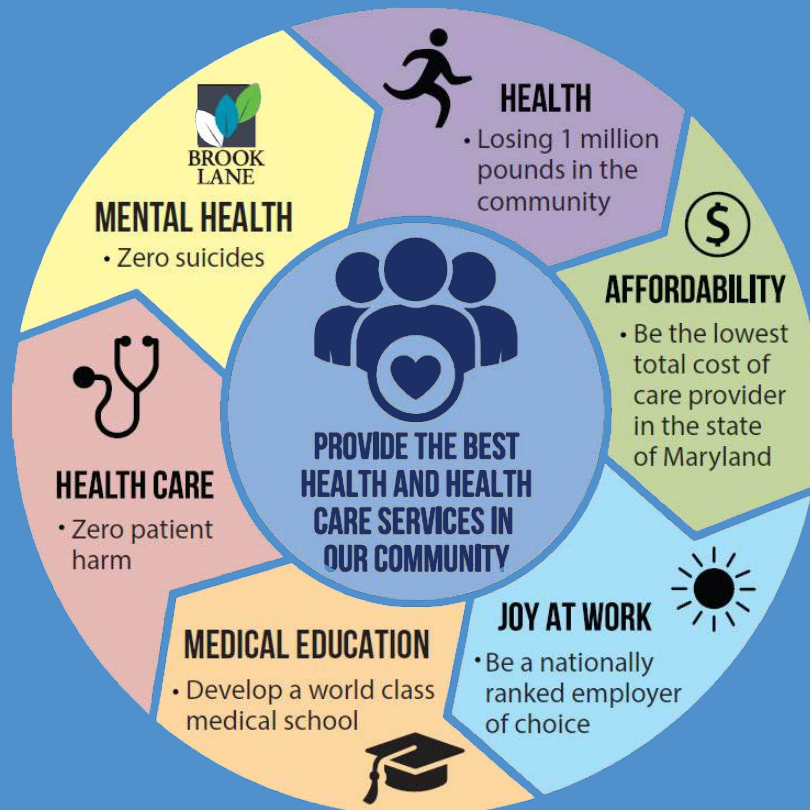 HEALTH
• Losing 1 million
pounds in the
community
$
AFFORDABILITY
• Be the lowest
total cost of
care provider
in the state
of Maryland
JOY AT WORK
• Be a nationally
ranked employer
of choice
MEDICAL EDUCATION
• Develop a world class
medical school
HEALTH CARE
• Zero patient
harm
BROOK
LANE
MENTAL HEALTH
• Zero suicides
PROVIDE THE BEST
HEALTH AND HEALTH
CARE SERVICES IN
OUR COMMUNITY